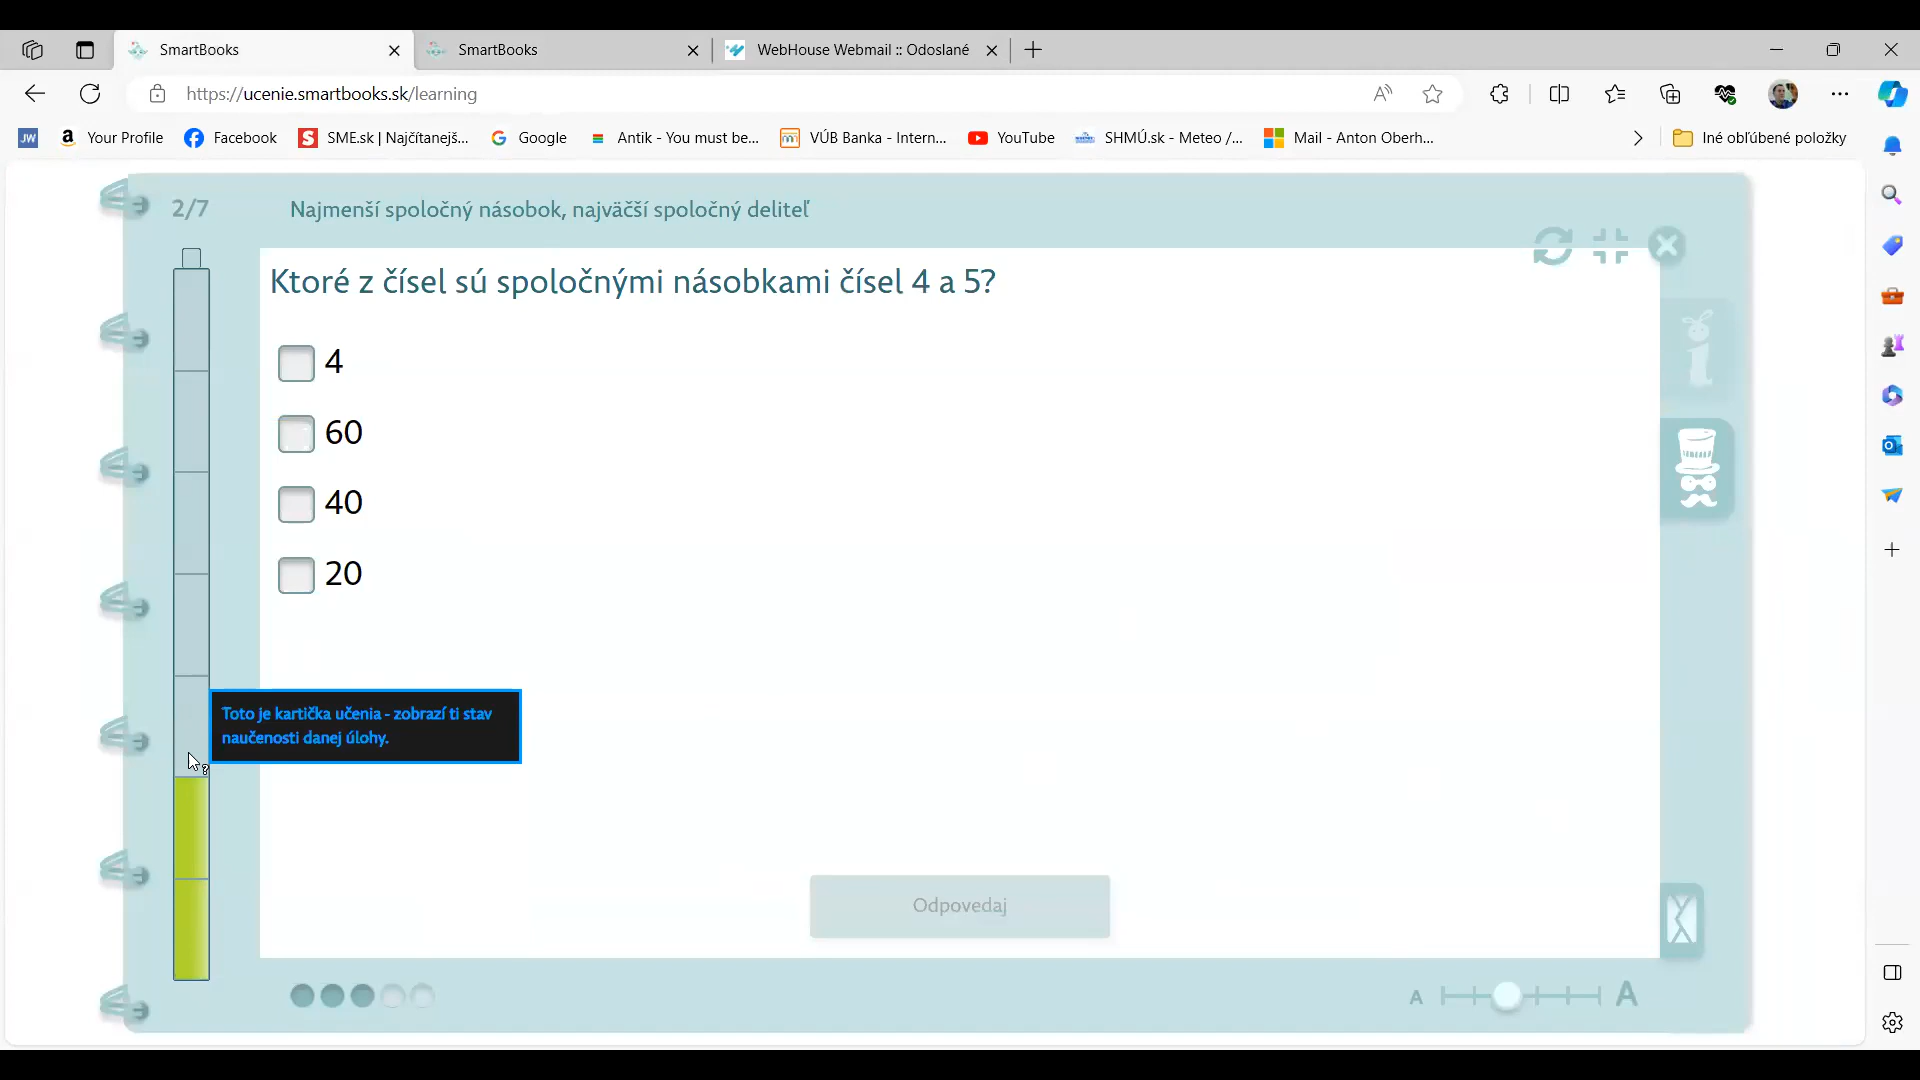 SmartBooks
SmartBooks
WebHouse Webmail :: Odoslané
https://ucenie.smartbooks.sk/learning
JW
Your Profile
Facebook
SME.sk | Najčítanejš...
Google
Antik - You must be...
VÚB Banka - Intern...
YouTube
SHMÚ.sk - Meteo /...
Mail - Anton Oberh...
Iné obľúbené položky
2/7
Najmenší spoločný násobok, najväčší spoločný deliteľ
Ktoré z čísel sú spoločnými násobkami čísel 4 a 5?
4
60
40
20
Toto je kartička učenia - zobrazí ti stav
naučenosti danej úlohy.
Odpovedaj
A
A